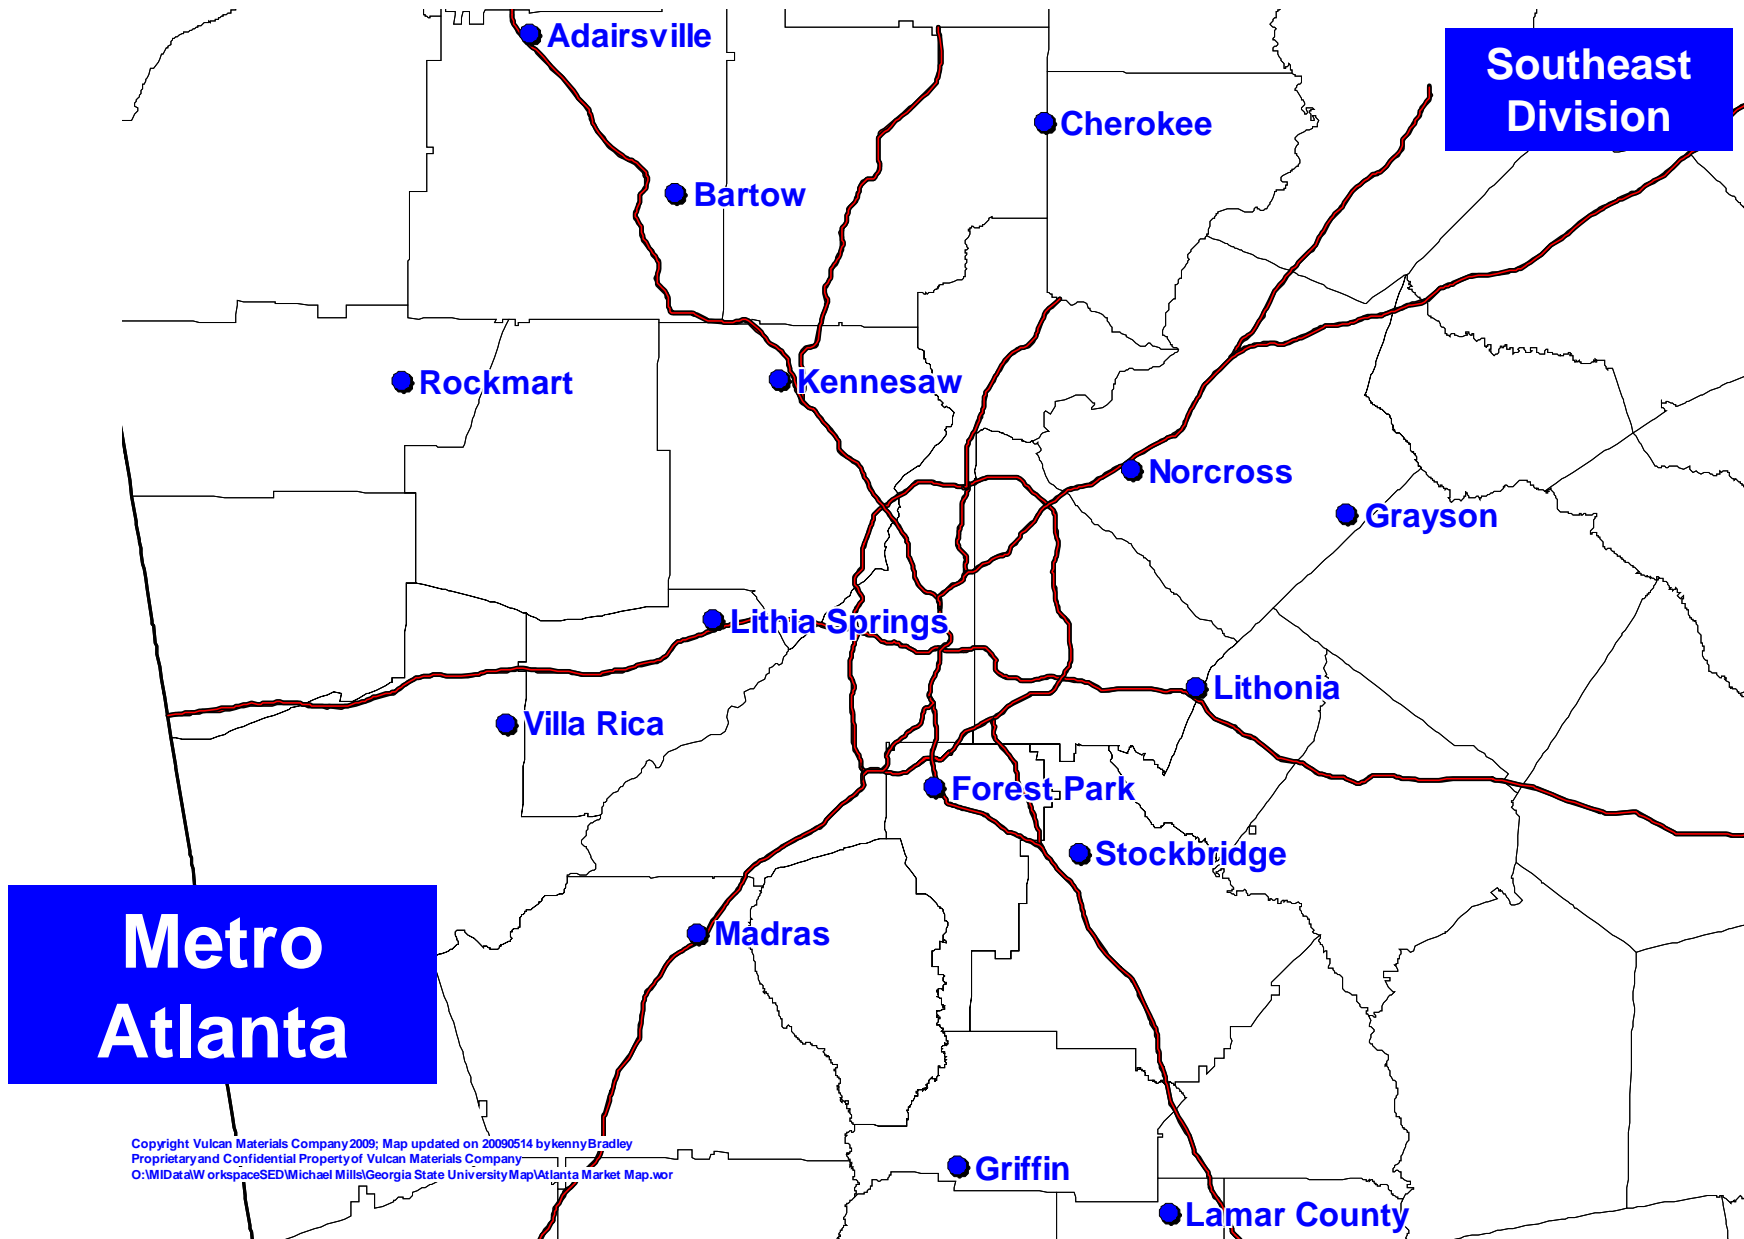 Adairsville
Southeast
Division
Cherokee
Bartow
Rockmart
Kennesaw
Norcross
Grayson
Lithia Springs
Lithonia
Villa Rica
Forest Park
Stockbridge
Metro
Atlanta
Madras
Copyright Vulcan Materials Company 2009; Map updated on 20090514 by kenny Bradley
Proprietary and Confidential Property of Vulcan Materials Company
O:\MIData\WorkspaceSED\Michael Mills\Georgia State University Map\Atlanta Market Map.wor
Griffin
Lamar County